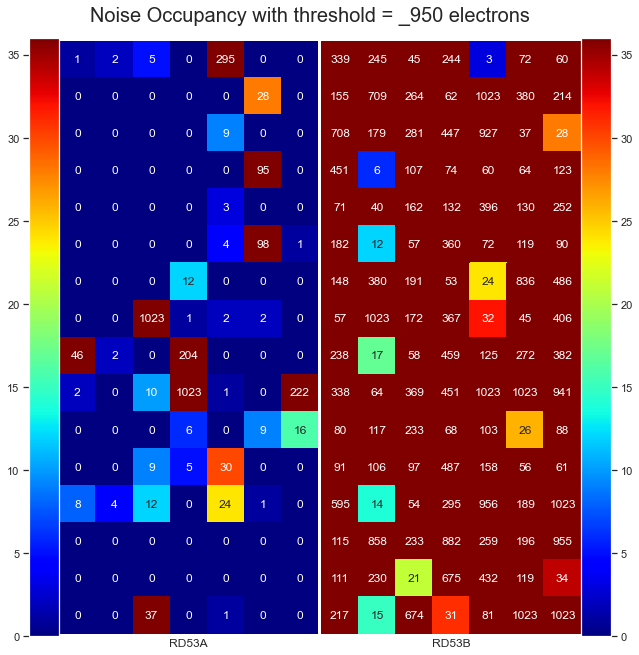 Noise Occupancy with threshold = _950 electrons
35 1 2 5 0 295 0 0 339 245 45 244 3 72 60 35
0 0 0 0 0 28 0 155 709 264 62 1023 380 214
30 0 0 0 0 9 0 0 708 179 281 447 927 37 28 30
0 0 0 0 0 95 0 451 6 107 74 60 64 123
25 0 0 0 0 3 0 0 71 40 162 132 396 130 252 25
0 0 0 0 4 98 1 182 12 57 360 72 119 90
20 0 0 0 12 0 0 0 148 380 191 53 24 836 486 20
0 0 1023 1 2 2 0 57 1023 172 367 32 45 406
46 2 0 204 0 0 0 238 17 58 459 125 272 382
15 2 0 10 1023 1 0 222 338 64 369 451 1023 1023 941 15
0 0 0 6 0 9 16 80 117 233 68 103 26 88
10 0 0 9 5 30 0 0 91 106 97 487 158 56 61 10
8 4 12 0 24 1 0 595 14 54 295 956 189 1023
5 0 0 0 0 0 0 0 115 858 233 882 259 196 955 5
0 0 0 0 0 0 0 111 230 21 675 432 119 34
0 0 37 0 1 0 0 217 15 674 31 81 1023 1023
0 0
RD53A RD53B